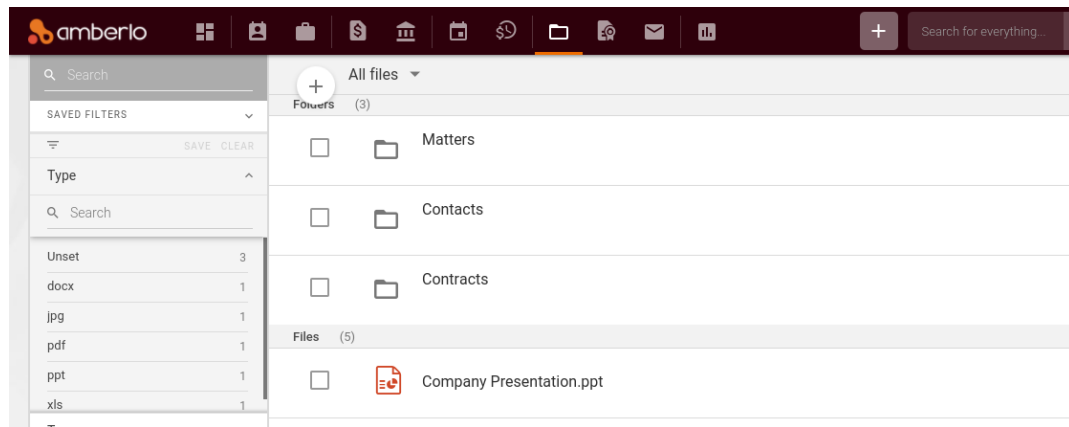 amberlo
Search for everything...
Search
All files
SAVED FILTERS
Folders (3)
SAVE CLEAR
Matters
Type
Search
Contacts
Unset 3
docx 1
Contracts
jpg 1
Files (5)
pdf 1
ppt 1
Company Presentation.ppt
xls 1